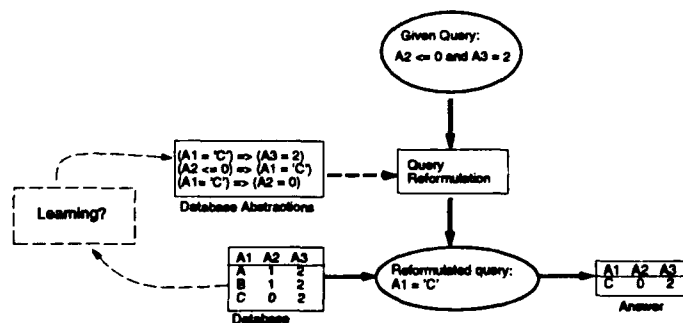 Given Query:
A2 <= 0 and A3 = 2
(A1 = 'C') => (A3 = 2)
(A2 <= 0) => (A1 = 'C')
(A1= 'C') => (A2 = 0)
Database Abstractions
Query
Reformulation
Learning?
A1 A2 A3
A 1 2
B 1 2
C 0 2
Database
Reformulated query:
A1 = 'C'
A1 A2 A3
C 0 2
Answer